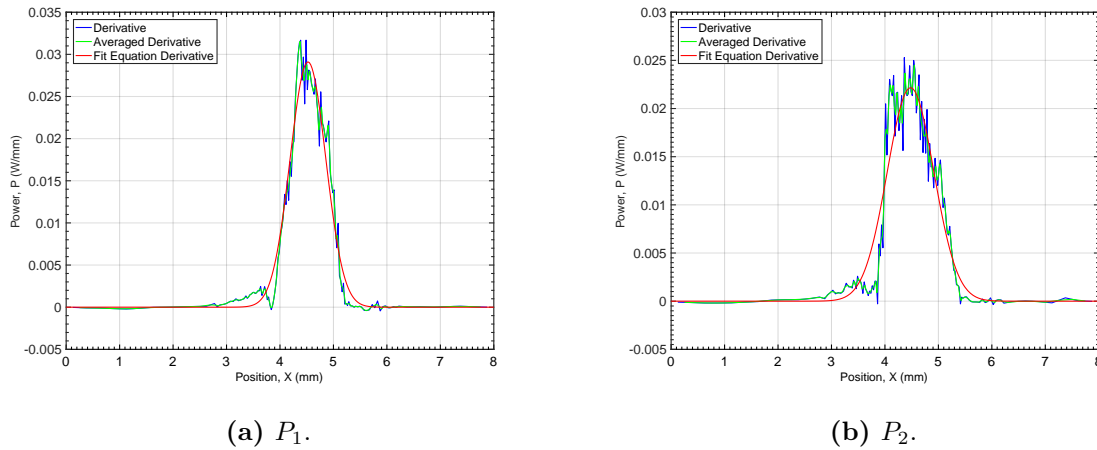 0.035
0.03
0.025
0.02
0.015
0.01
0.005
0
-0.005
Power, P (W/mm)
Derivative
Averaged Derivative
Fit Equation Derivative
0 1 2 3 4 5 6 7 8
Position, X (mm)
(a) P₁.
0.03
0.025
0.02
0.015
0.01
0.005
0
-0.005
Power, P (W/mm)
Derivative
Averaged Derivative
Fit Equation Derivative
0 1 2 3 4 5 6 7 8
Position, X (mm)
(b) P₂.